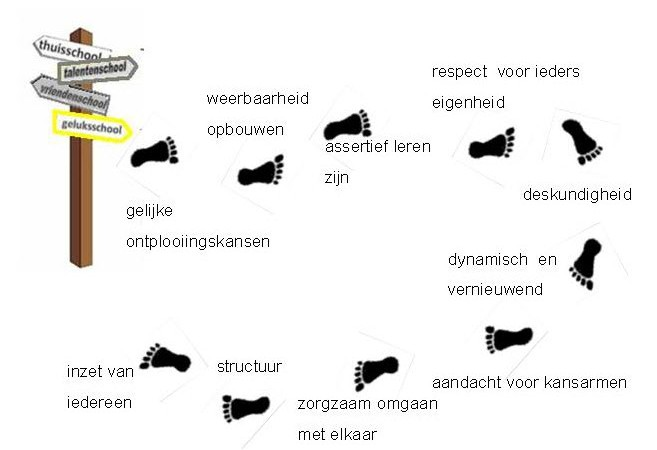 thuisschool
talentenschool
vriendenschool
geluksschool
gelijke
ontplooiingskansen
weerbaarheid
opbouwen
assertief leren
zijn
respect voor ieders
eigenheid
deskundigheid
dynamisch en
vernieuwend
aandacht voor kansarmen
zorgzaam omgaan
met elkaar
structuur
inzet van
iedereen